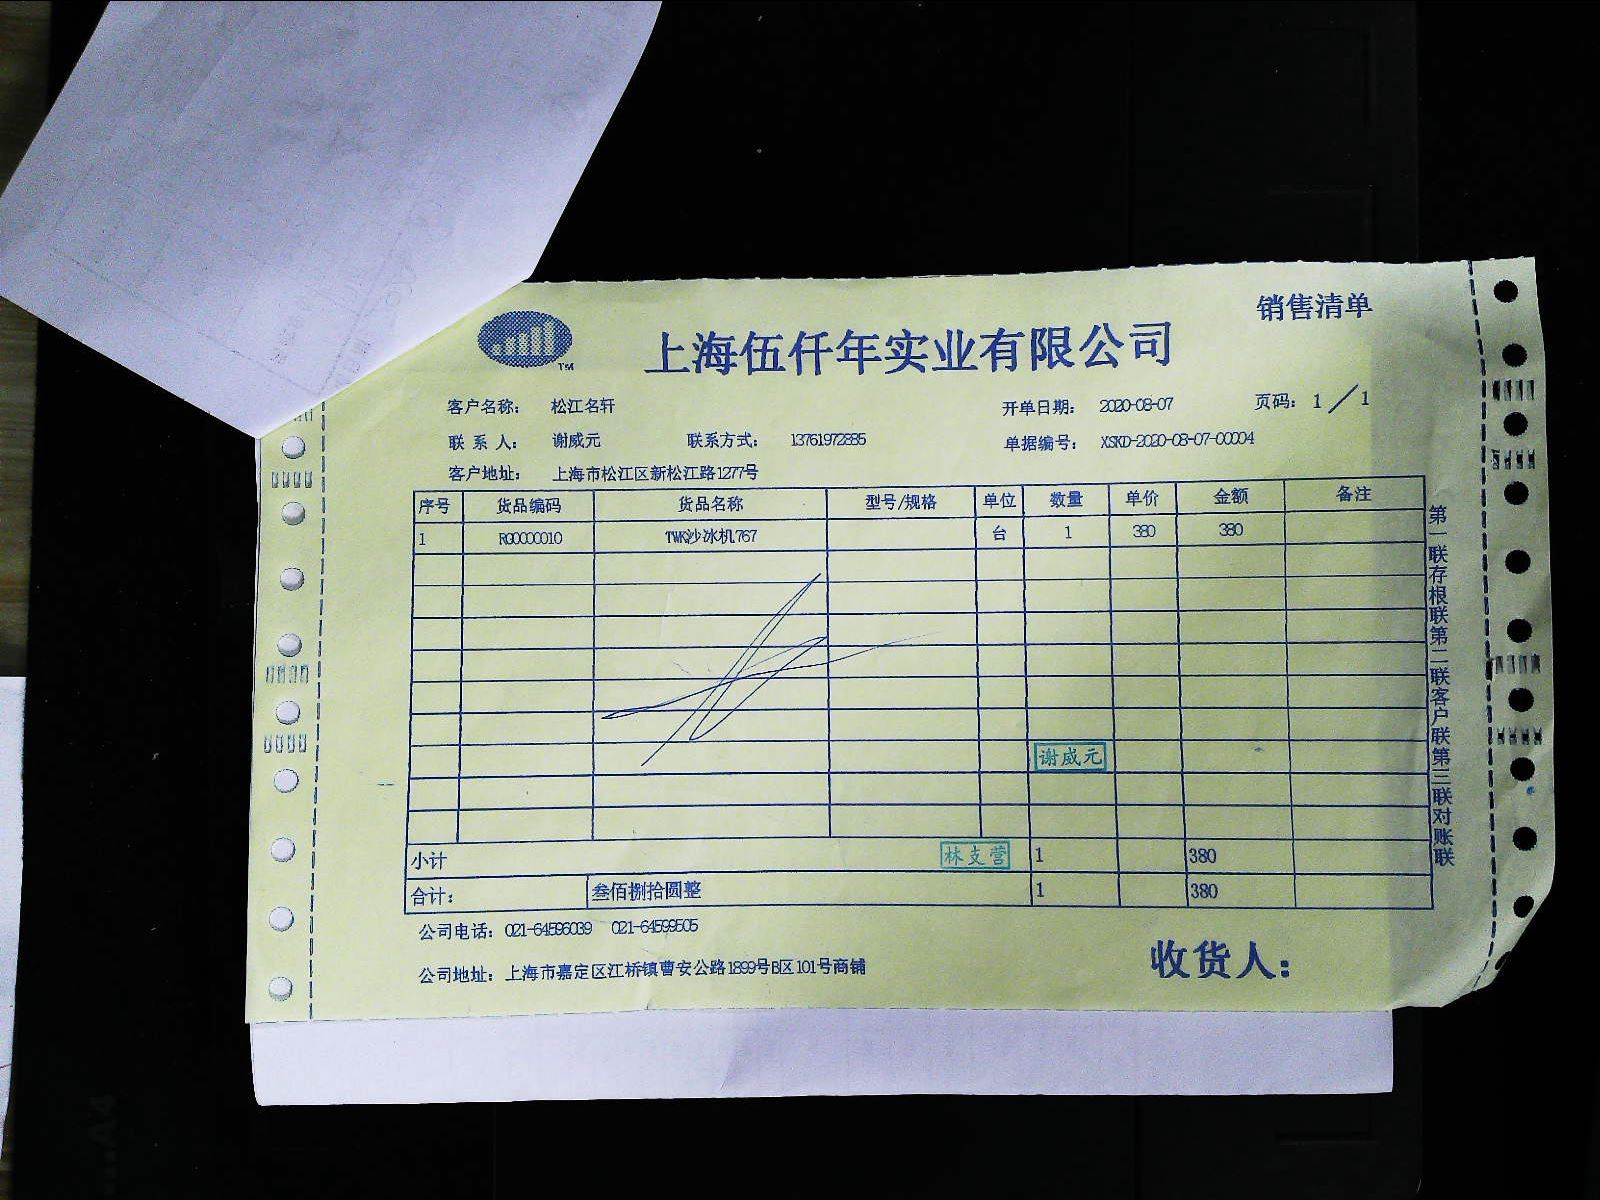 销售清单
TM
上海伍仟年实业有限公司
客户名称: 松江名轩 开单日期: 2020-08-07 页码: 1 / 1
联 系 人: 谢威元 联系方式: 13761972885 单据编号: XSKD-2020-08-07-00004
客户地址: 上海市松江区新松江路1277号
序号 货品编码 货品名称 型号/规格 单位 数量 单价 金额 备注
1 RG0000010 TWK沙冰机767 台 1 380 380
谢威元
小计 林支营 1 380
合计: 叁佰捌拾圆整 1 380
公司电话: 021-64596039 021-64599505
公司地址: 上海市嘉定区江桥镇曹安公路1899号B区101号商铺
收货人:
第一联存根联第二联客户联第三联对账联
A4